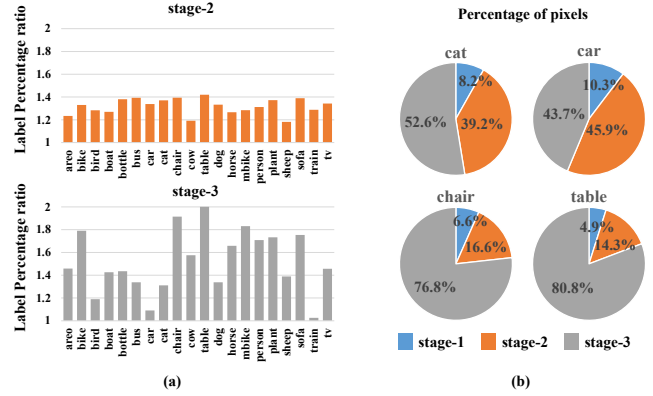 stage-2
Label Percentage ratio
2
1.8
1.6
1.4
1.2
1
areo
bike
bird
boat
bottle
bus
car
cat
chair
cow
table
dog
horse
mbike
person
plant
sheep
sofa
train
tv
stage-3
Label Percentage ratio
2
1.8
1.6
1.4
1.2
1
areo
bike
bird
boat
bottle
bus
car
cat
chair
cow
table
dog
horse
mbike
person
plant
sheep
sofa
train
tv
(a)
Percentage of pixels
cat
8.2%
39.2%
52.6%
car
10.3%
45.9%
43.7%
chair
6.6%
16.6%
76.8%
table
4.9%
14.3%
80.8%
stage-1 stage-2 stage-3
(b)